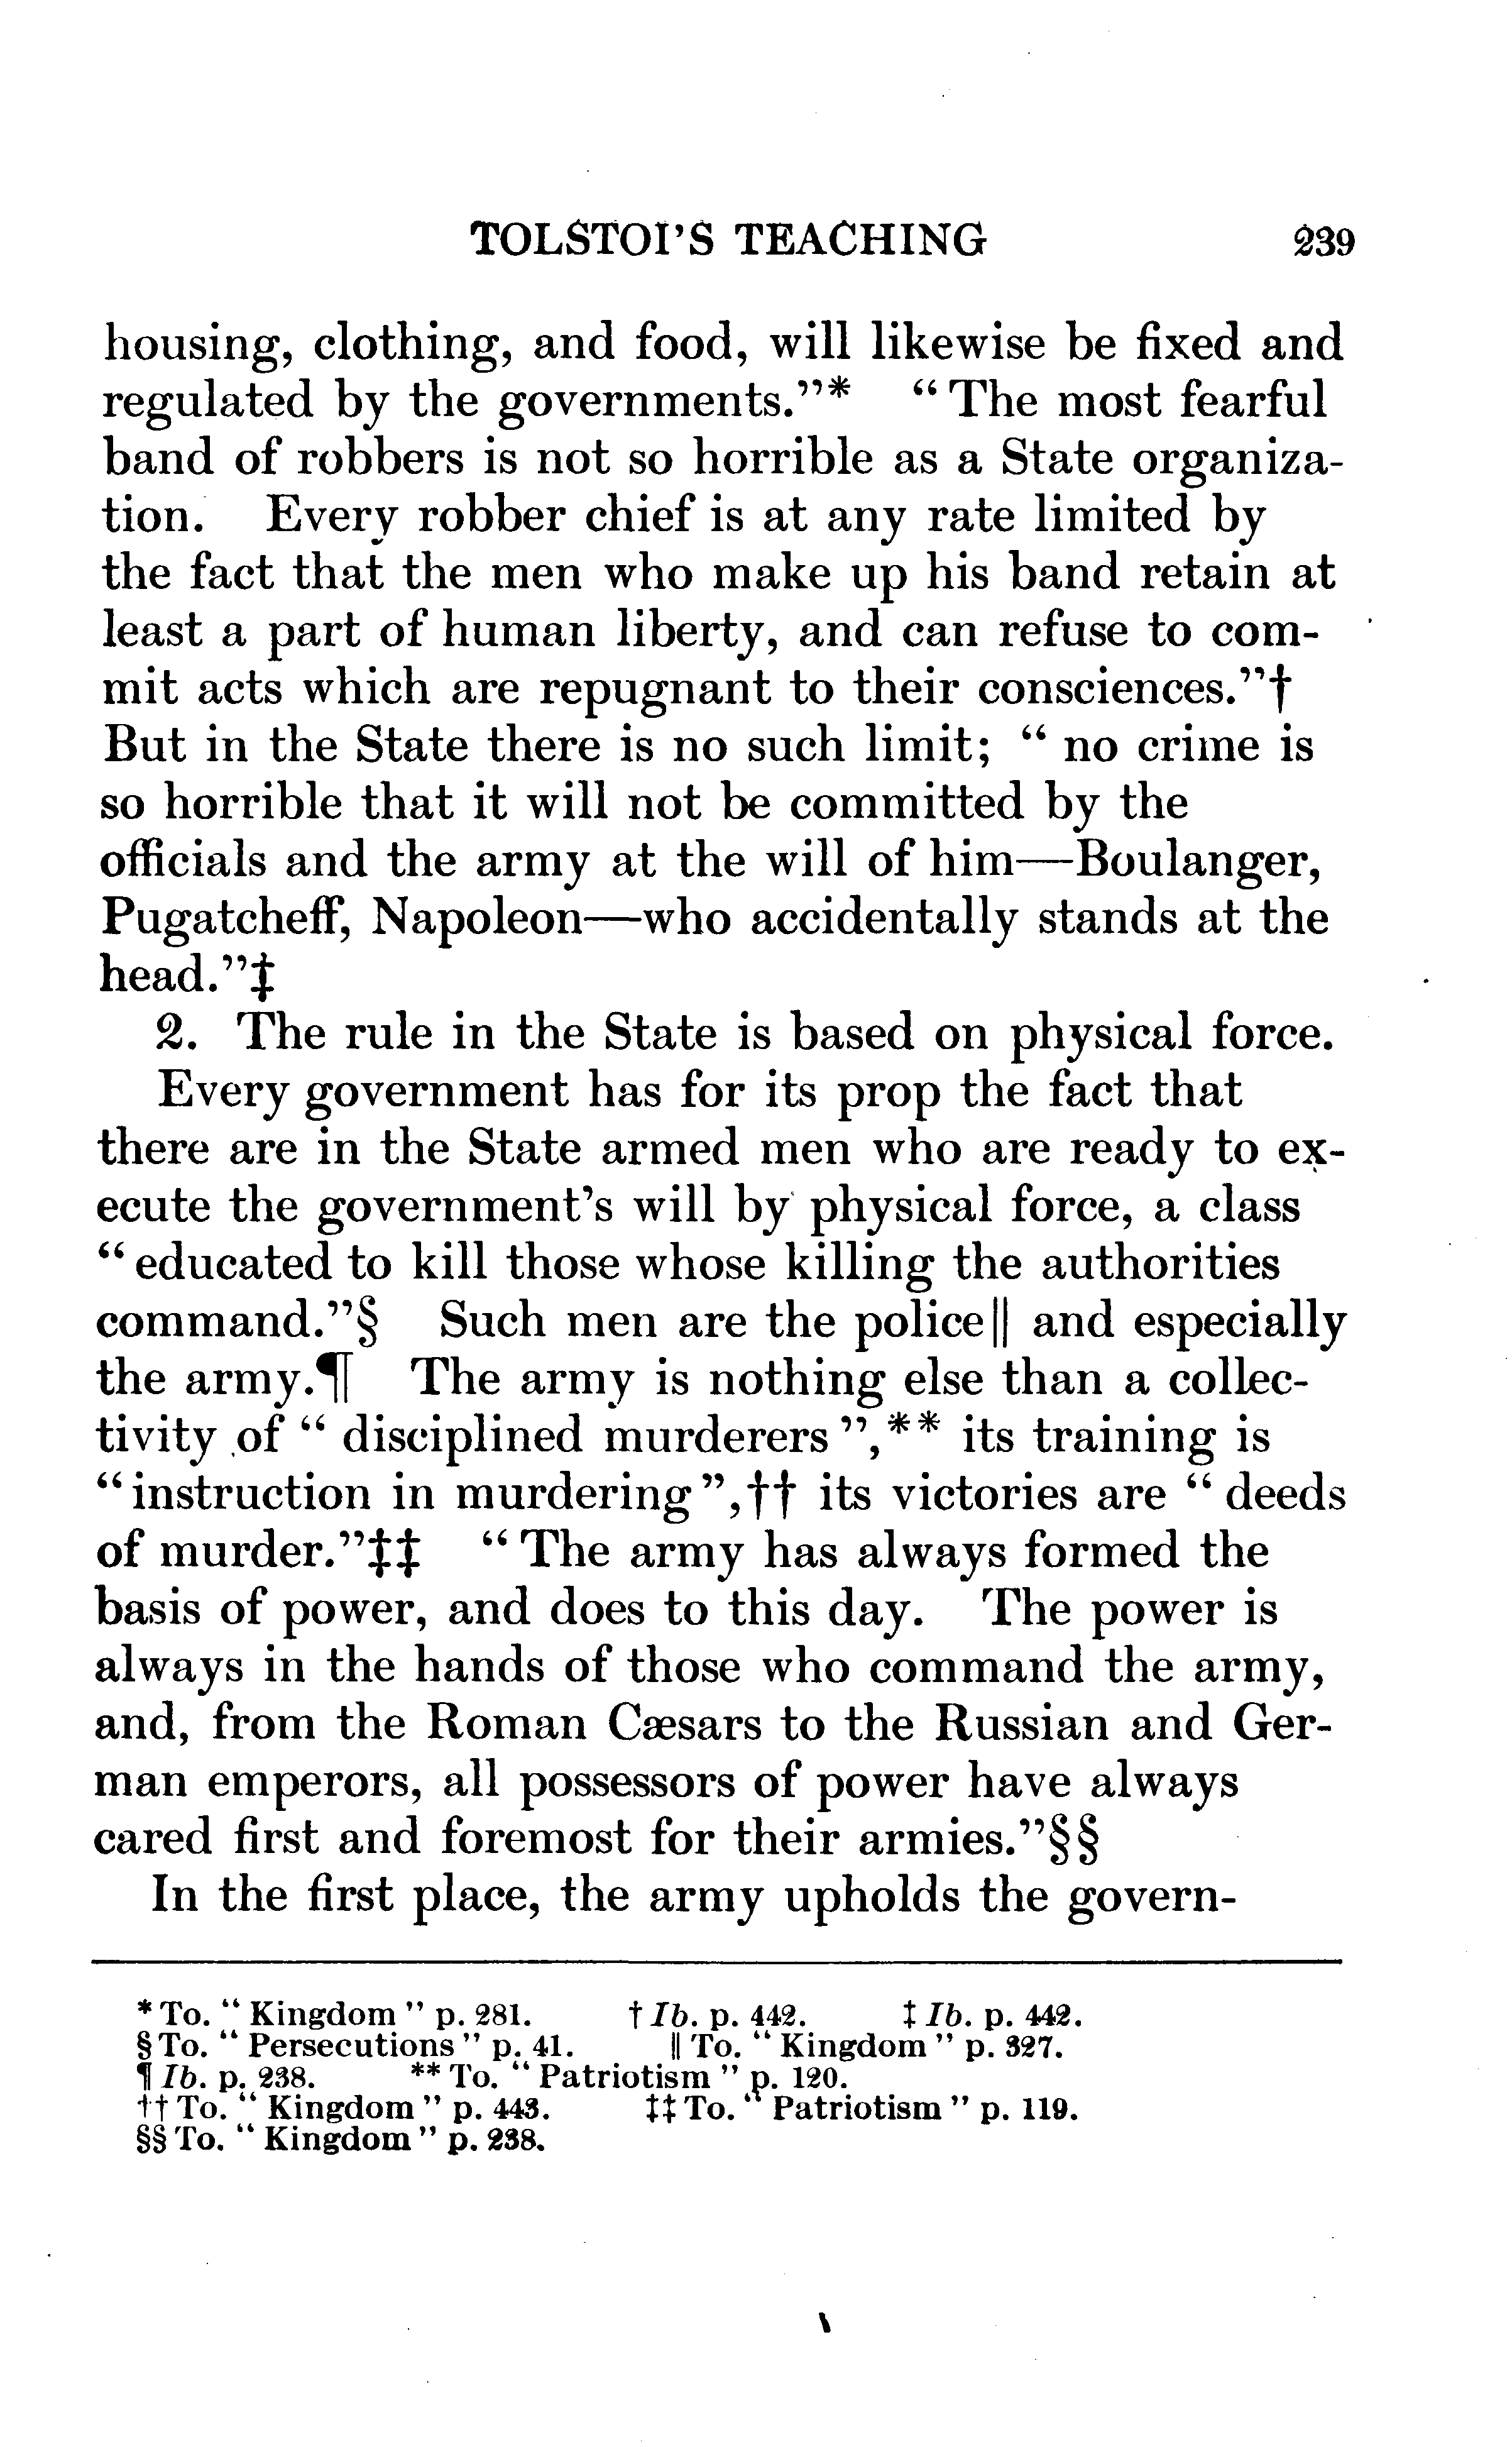 TOLSTOI'S TEACHING 239
housing, clothing, and food, will likewise be fixed and
regulated by the governments."* "The most fearful
band of robbers is not so horrible as a State organiza-
tion. Every robber chief is at any rate limited by
the fact that the men who make up his band retain at
least a part of human liberty, and can refuse to com-
mit acts which are repugnant to their consciences."†
But in the State there is no such limit; "no crime is
so horrible that it will not be committed by the
officials and the army at the will of him—Boulanger,
Pugatcheff, Napoleon—who accidentally stands at the
head."‡
2. The rule in the State is based on physical force.
Every government has for its prop the fact that
there are in the State armed men who are ready to ex-
ecute the government's will by physical force, a class
"educated to kill those whose killing the authorities
command."§ Such men are the police‖ and especially
the army.¶ The army is nothing else than a collec-
tivity of "disciplined murderers",** its training is
"instruction in murdering",†† its victories are "deeds
of murder."‡‡ "The army has always formed the
basis of power, and does to this day. The power is
always in the hands of those who command the army,
and, from the Roman Cæsars to the Russian and Ger-
man emperors, all possessors of power have always
cared first and foremost for their armies."§§
In the first place, the army upholds the govern-
* To. "Kingdom" p. 281. † Ib. p. 442. ‡ Ib. p. 442.
§ To. "Persecutions" p. 41. ‖ To. "Kingdom" p. 327.
¶ Ib. p. 238. ** To. "Patriotism" p. 120.
†† To. "Kingdom" p. 443. ‡‡ To. "Patriotism" p. 119.
§§ To. "Kingdom" p. 238.